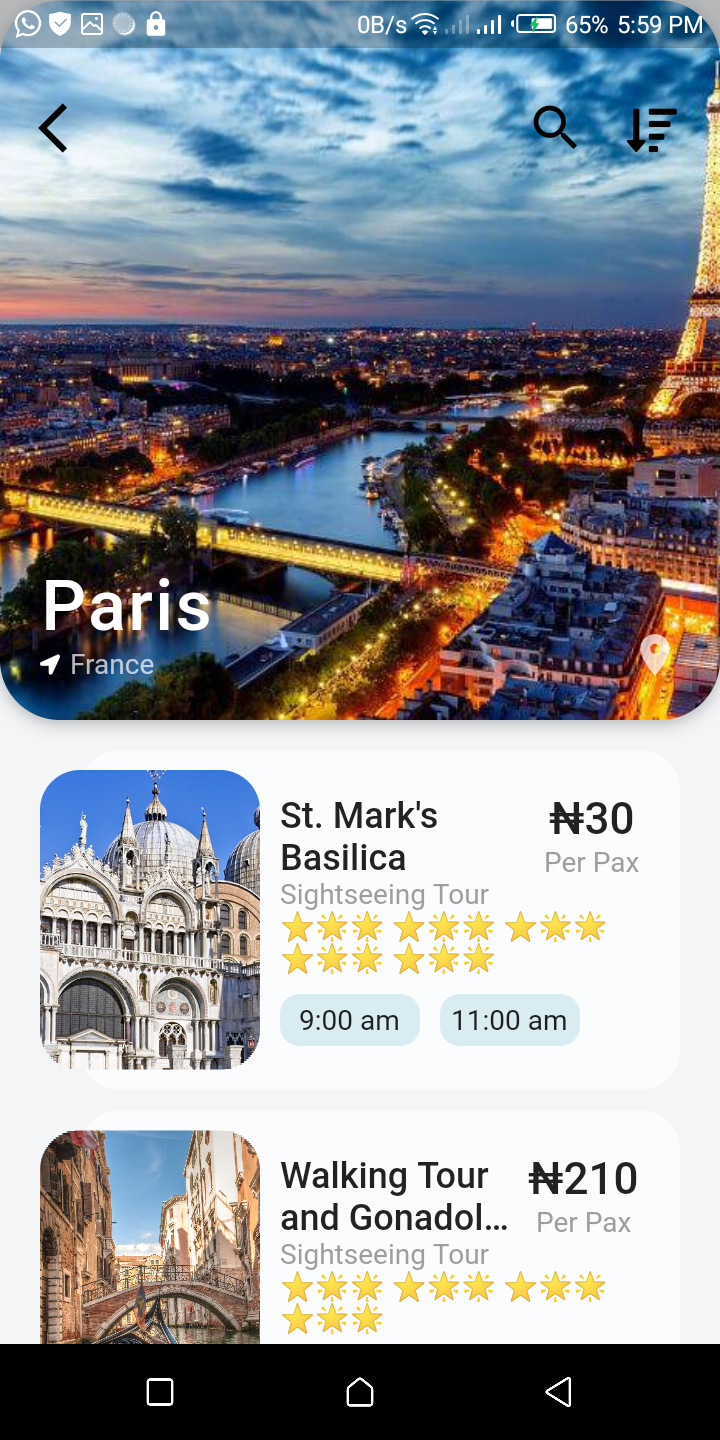 0B/s 65% 5:59 PM
Paris
France
St. Mark's
Basilica
₦30
Per Pax
Sightseeing Tour
⭐🌟🌟 ⭐🌟🌟 ⭐🌟🌟
⭐🌟🌟 ⭐🌟🌟
9:00 am 11:00 am
Walking Tour
and Gonadol…
₦210
Per Pax
Sightseeing Tour
⭐🌟🌟 ⭐🌟🌟 ⭐🌟🌟
⭐🌟🌟